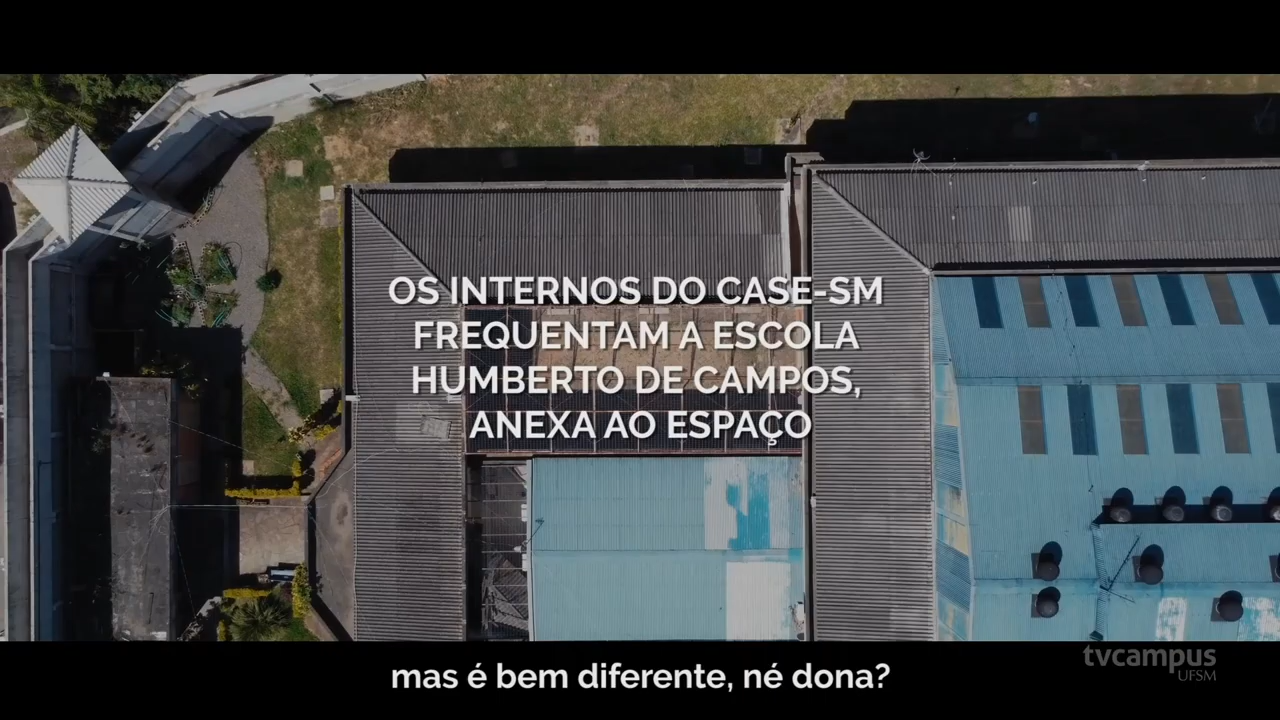 OS INTERNOS DO CASE-SM
FREQUENTAM A ESCOLA
HUMBERTO DE CAMPOS,
ANEXA AO ESPAÇO
mas é bem diferente, né dona?
tvcampus
UFSM